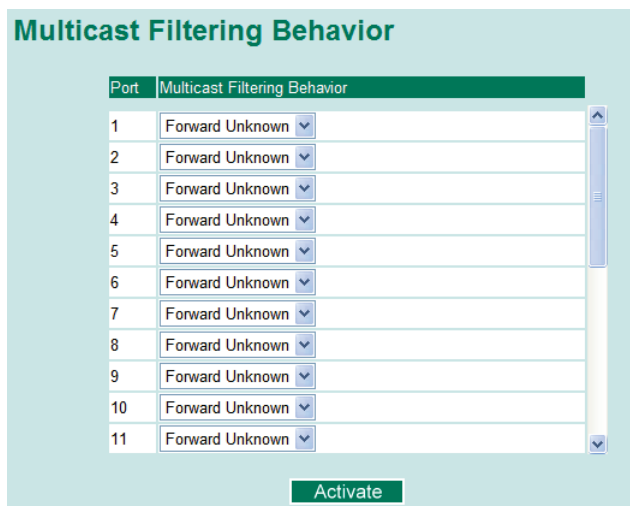 Multicast Filtering Behavior
Port Multicast Filtering Behavior
1 Forward Unknown
2 Forward Unknown
3 Forward Unknown
4 Forward Unknown
5 Forward Unknown
6 Forward Unknown
7 Forward Unknown
8 Forward Unknown
9 Forward Unknown
10 Forward Unknown
11 Forward Unknown
Activate